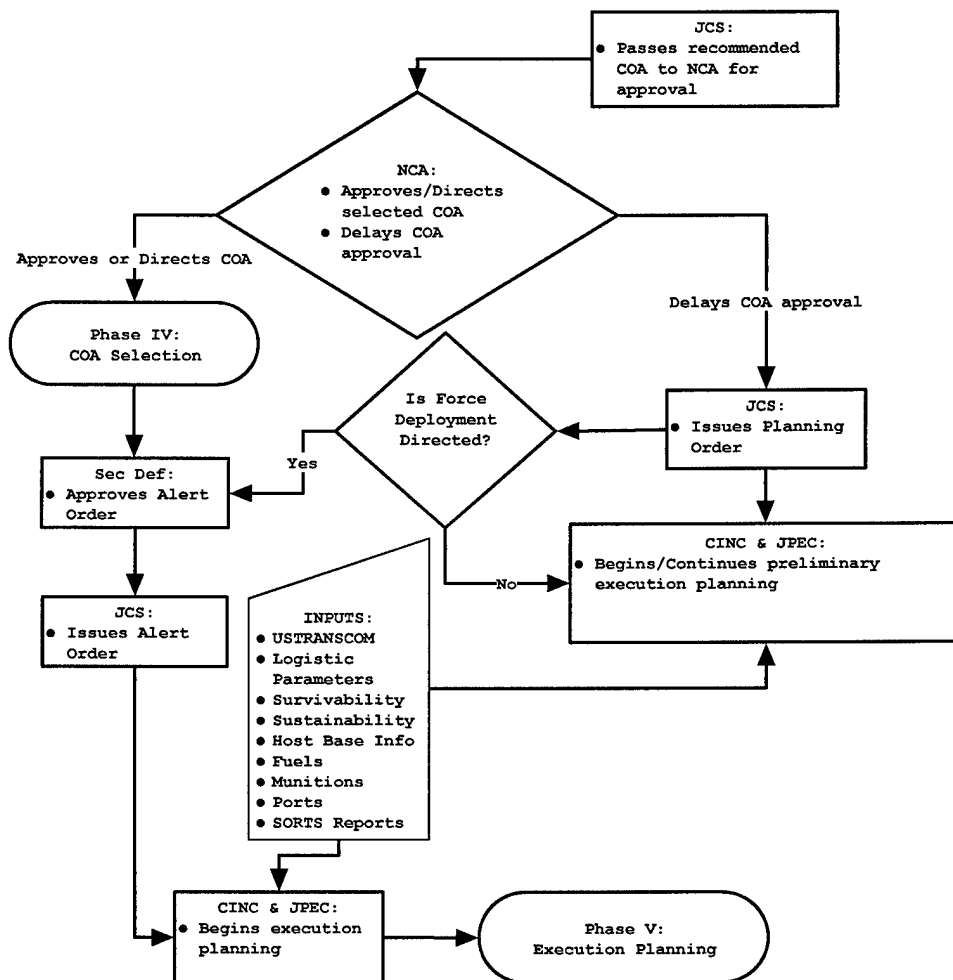 JCS:
● Passes recommended
COA to NCA for
approval
NCA:
● Approves/Directs
selected COA
● Delays COA
approval
Approves or Directs COA
Delays COA approval
Phase IV:
COA Selection
Is Force
Deployment
Directed?
JCS:
● Issues Planning
Order
Yes
Sec Def:
● Approves Alert
Order
CINC & JPEC:
● Begins/Continues preliminary
execution planning
No
JCS:
● Issues Alert
Order
INPUTS:
● USTRANSCOM
● Logistic
Parameters
● Survivability
● Sustainability
● Host Base Info
● Fuels
● Munitions
● Ports
● SORTS Reports
CINC & JPEC:
● Begins execution
planning
Phase V:
Execution Planning